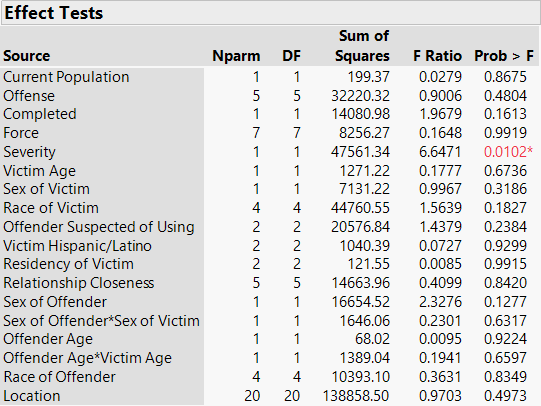 Effect Tests
Sum of
Source Nparm DF Squares F Ratio Prob > F
Current Population 1 1 199.37 0.0279 0.8675
Offense 5 5 32220.32 0.9006 0.4804
Completed 1 1 14080.98 1.9679 0.1613
Force 7 7 8256.27 0.1648 0.9919
Severity 1 1 47561.34 6.6471 0.0102*
Victim Age 1 1 1271.22 0.1777 0.6736
Sex of Victim 1 1 7131.22 0.9967 0.3186
Race of Victim 4 4 44760.55 1.5639 0.1827
Offender Suspected of Using 2 2 20576.84 1.4379 0.2384
Victim Hispanic/Latino 2 2 1040.39 0.0727 0.9299
Residency of Victim 2 2 121.55 0.0085 0.9915
Relationship Closeness 5 5 14663.96 0.4099 0.8420
Sex of Offender 1 1 16654.52 2.3276 0.1277
Sex of Offender*Sex of Victim 1 1 1646.06 0.2301 0.6317
Offender Age 1 1 68.02 0.0095 0.9224
Offender Age*Victim Age 1 1 1389.04 0.1941 0.6597
Race of Offender 4 4 10393.10 0.3631 0.8349
Location 20 20 138858.50 0.9703 0.4973